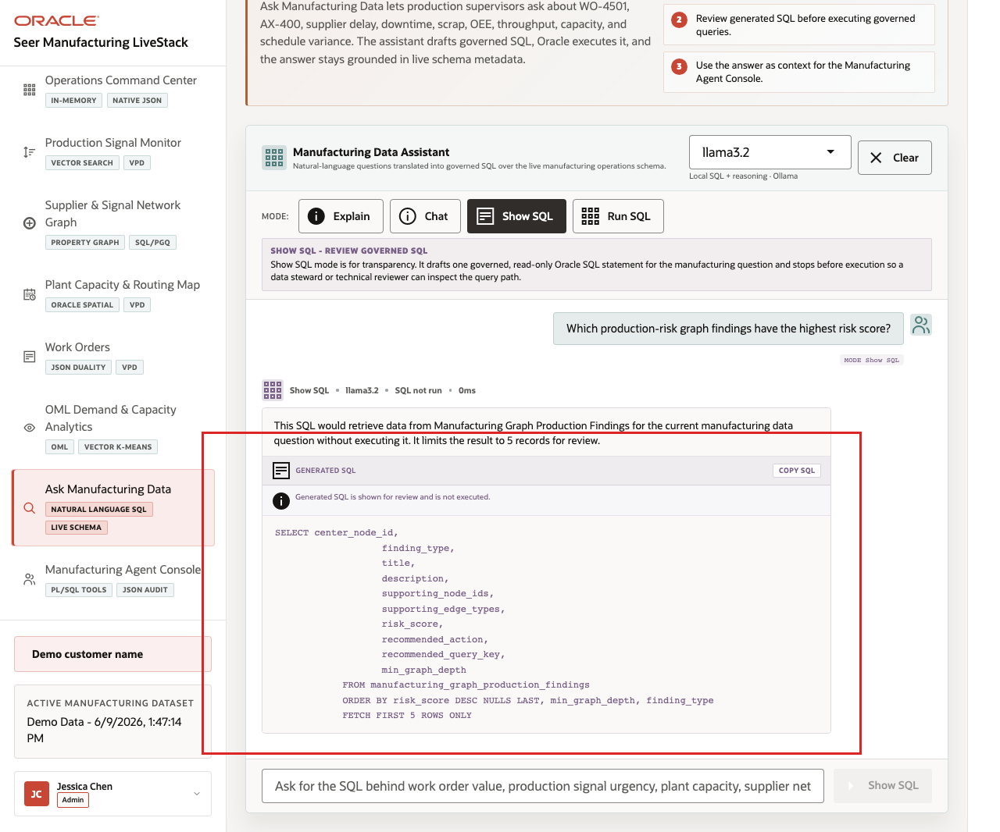 ORACLE
Seer Manufacturing LiveStack
Operations Command Center
IN-MEMORY
NATIVE JSON
Production Signal Monitor
VECTOR SEARCH
VPD
Supplier & Signal Network
Graph
PROPERTY GRAPH
SQL/PGQ
Plant Capacity & Routing Map
ORACLE SPATIAL
VPD
Work Orders
JSON DUALITY
VPD
OML Demand & Capacity
Analytics
OML
VECTOR K-MEANS
Ask Manufacturing Data
NATURAL LANGUAGE SQL
LIVE SCHEMA
Manufacturing Agent Console
PL/SQL TOOLS
JSON AUDIT
Demo customer name
ACTIVE MANUFACTURING DATASET
Demo Data - 6/9/2026, 1:47:14
PM
JC
Jessica Chen
Admin
Ask Manufacturing Data lets production supervisors ask about WO-4501,
AX-400, supplier delay, downtime, scrap, OEE, throughput, capacity, and
schedule variance. The assistant drafts governed SQL, Oracle executes it, and
the answer stays grounded in live schema metadata.
2
Review generated SQL before executing governed
queries.
3
Use the answer as context for the Manufacturing
Agent Console.
Manufacturing Data Assistant
Natural-language questions translated into governed SQL over the live manufacturing operations schema.
llama3.2
Local SQL + reasoning · Ollama
Clear
MODE:
Explain
Chat
Show SQL
Run SQL
SHOW SQL - REVIEW GOVERNED SQL
Show SQL mode is for transparency. It drafts one governed, read-only Oracle SQL statement for the manufacturing question and stops before execution so a
data steward or technical reviewer can inspect the query path.
Which production-risk graph findings have the highest risk score?
MODE Show SQL
Show SQL • llama3.2 • SQL not run • 0ms
This SQL would retrieve data from Manufacturing Graph Production Findings for the current manufacturing data
question without executing it. It limits the result to 5 records for review.
GENERATED SQL
COPY SQL
Generated SQL is shown for review and is not executed.
SELECT center_node_id,
finding_type,
title,
description,
supporting_node_ids,
supporting_edge_types,
risk_score,
recommended_action,
recommended_query_key,
min_graph_depth
FROM manufacturing_graph_production_findings
ORDER BY risk_score DESC NULLS LAST, min_graph_depth, finding_type
FETCH FIRST 5 ROWS ONLY
Ask for the SQL behind work order value, production signal urgency, plant capacity, supplier net
Show SQL